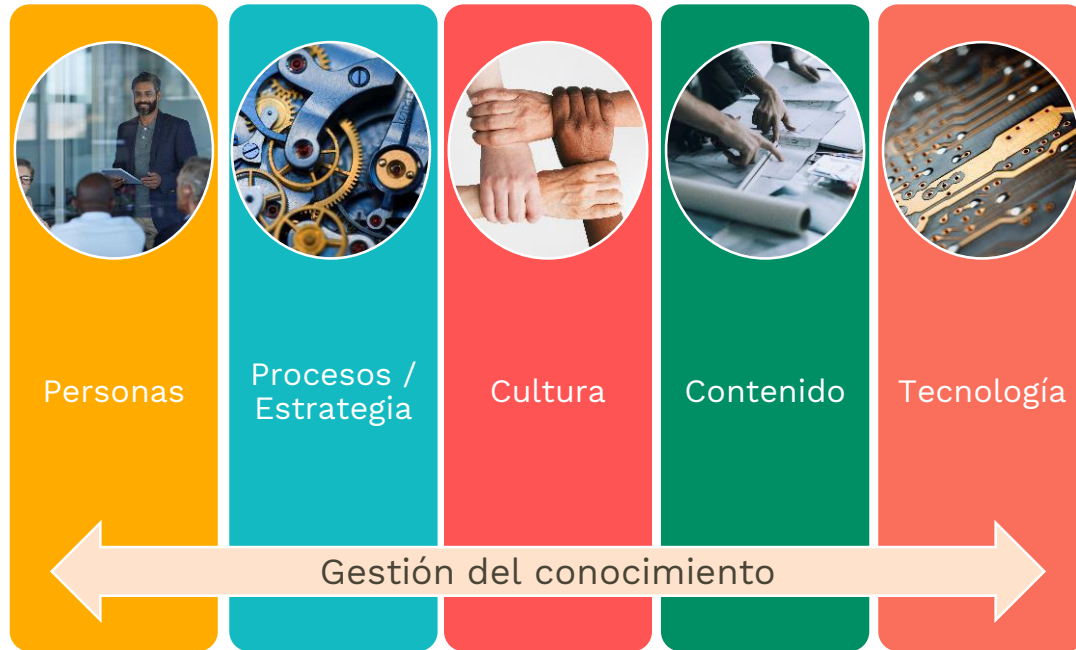 Personas
Procesos /
Estrategia
Cultura
Contenido
Tecnología
Gestión del conocimiento